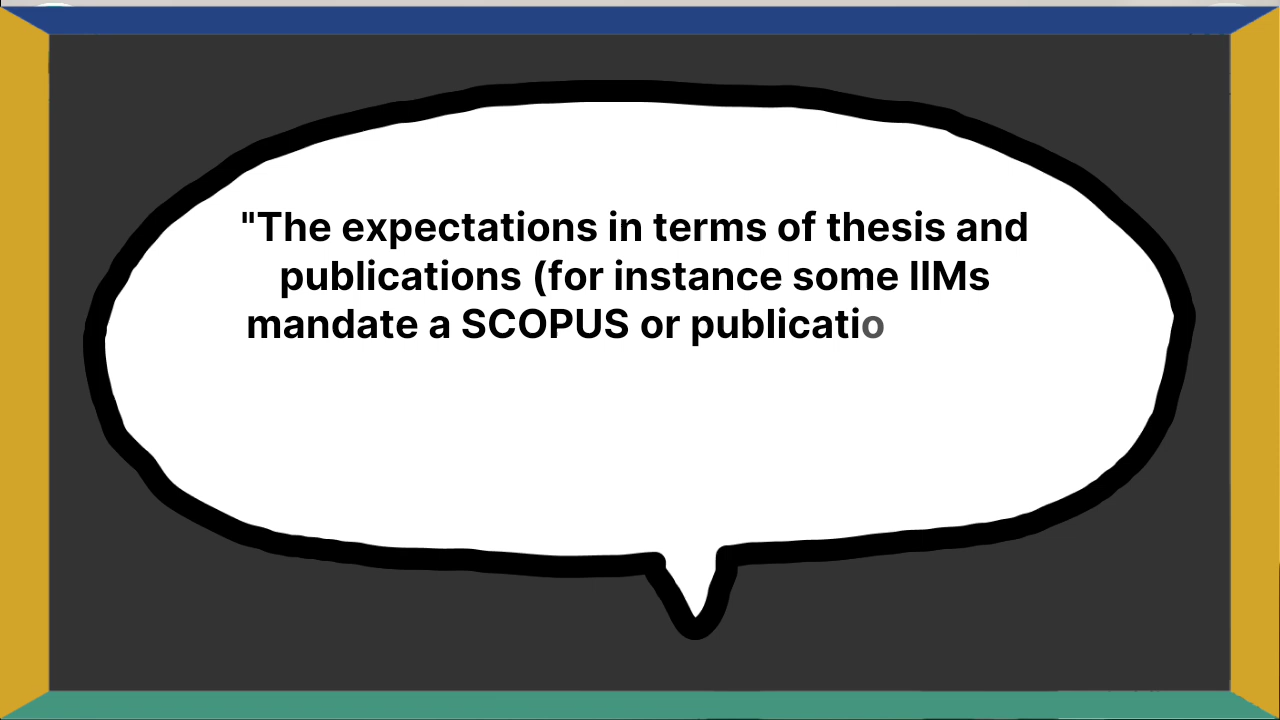 "The expectations in terms of thesis and
publications (for instance some IIMs
mandate a SCOPUS or publicatio